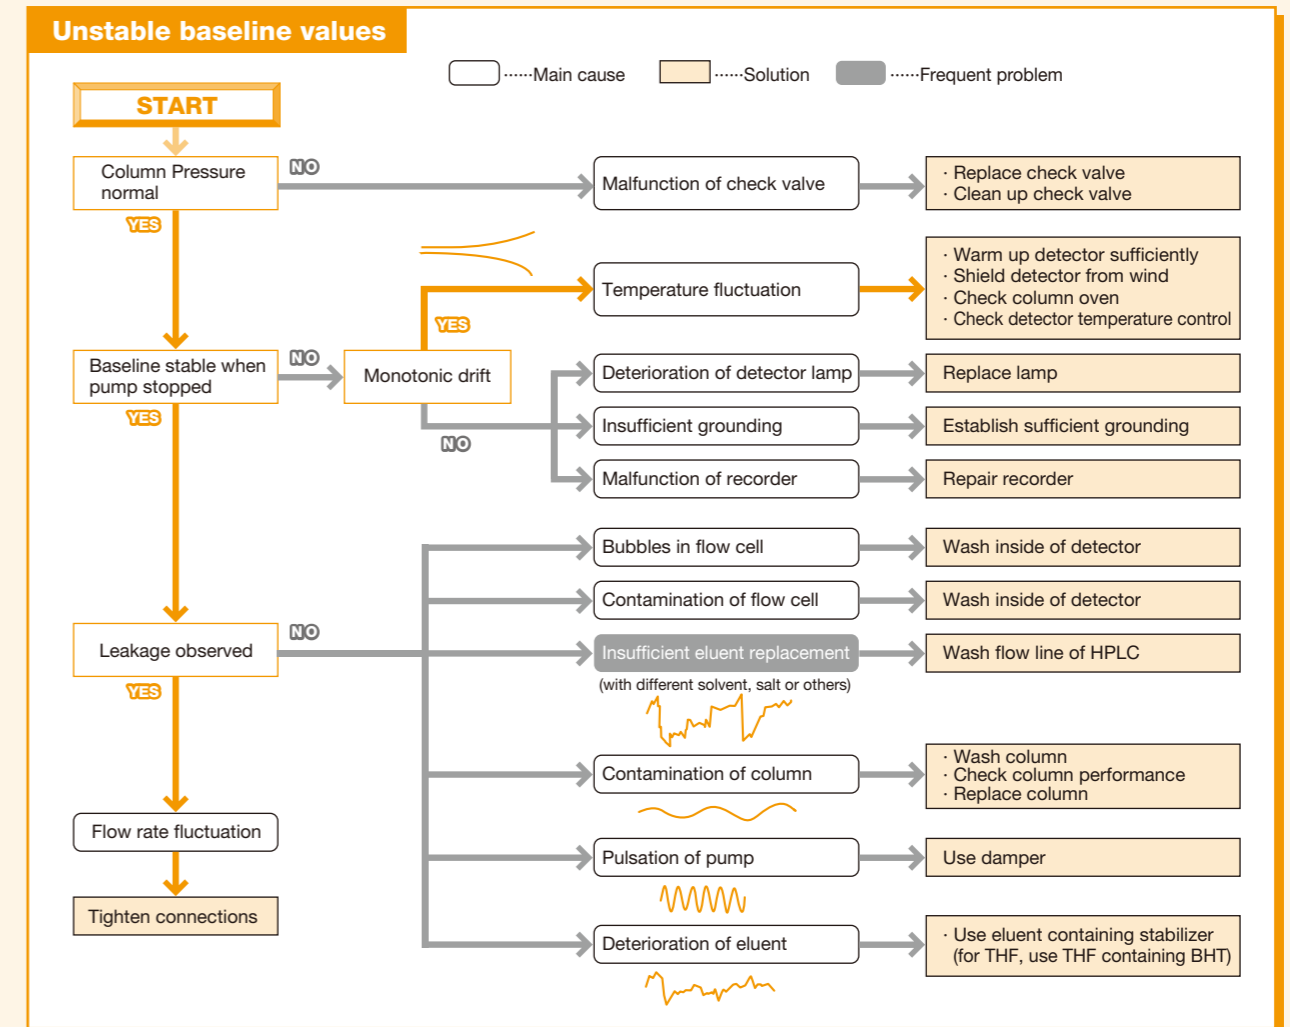 Unstable baseline values
······Main cause
······Solution
······Frequent problem
START
Column Pressure
normal
NO
Malfunction of check valve
· Replace check valve
· Clean up check valve
YES
Temperature fluctuation
· Warm up detector sufficiently
· Shield detector from wind
· Check column oven
· Check detector temperature control
YES
Baseline stable when
pump stopped
NO
Monotonic drift
Deterioration of detector lamp
Replace lamp
YES
NO
Insufficient grounding
Establish sufficient grounding
Malfunction of recorder
Repair recorder
Bubbles in flow cell
Wash inside of detector
Contamination of flow cell
Wash inside of detector
Leakage observed
NO
Insufficient eluent replacement
(with different solvent, salt or others)
Wash flow line of HPLC
YES
Contamination of column
· Wash column
· Check column performance
· Replace column
Flow rate fluctuation
Pulsation of pump
Use damper
Tighten connections
Deterioration of eluent
· Use eluent containing stabilizer
(for THF, use THF containing BHT)